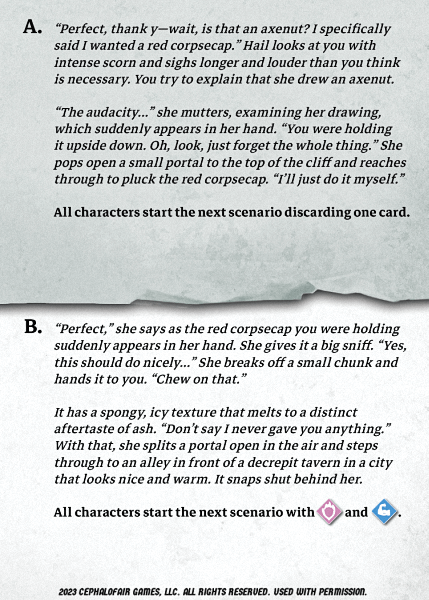 A. “Perfect, thank y—wait, is that an axenut? I specifically
said I wanted a red corpsecap.” Hail looks at you with
intense scorn and sighs longer and louder than you think
is necessary. You try to explain that she drew an axenut.
“The audacity...” she mutters, examining her drawing,
which suddenly appears in her hand. “You were holding
it upside down. Oh, look, just forget the whole thing.” She
pops open a small portal to the top of the cliff and reaches
through to pluck the red corpsecap. “I’ll just do it myself.”
All characters start the next scenario discarding one card.
B. “Perfect,” she says as the red corpsecap you were holding
suddenly appears in her hand. She gives it a big sniff. “Yes,
this should do nicely...” She breaks off a small chunk and
hands it to you. “Chew on that.”
It has a spongy, icy texture that melts to a distinct
aftertaste of ash. “Don’t say I never gave you anything.”
With that, she splits a portal open in the air and steps
through to an alley in front of a decrepit tavern in a city
that looks nice and warm. It snaps shut behind her.
All characters start the next scenario with and .
2023 CEPHALOFAIR GAMES, LLC. ALL RIGHTS RESERVED. USED WITH PERMISSION.